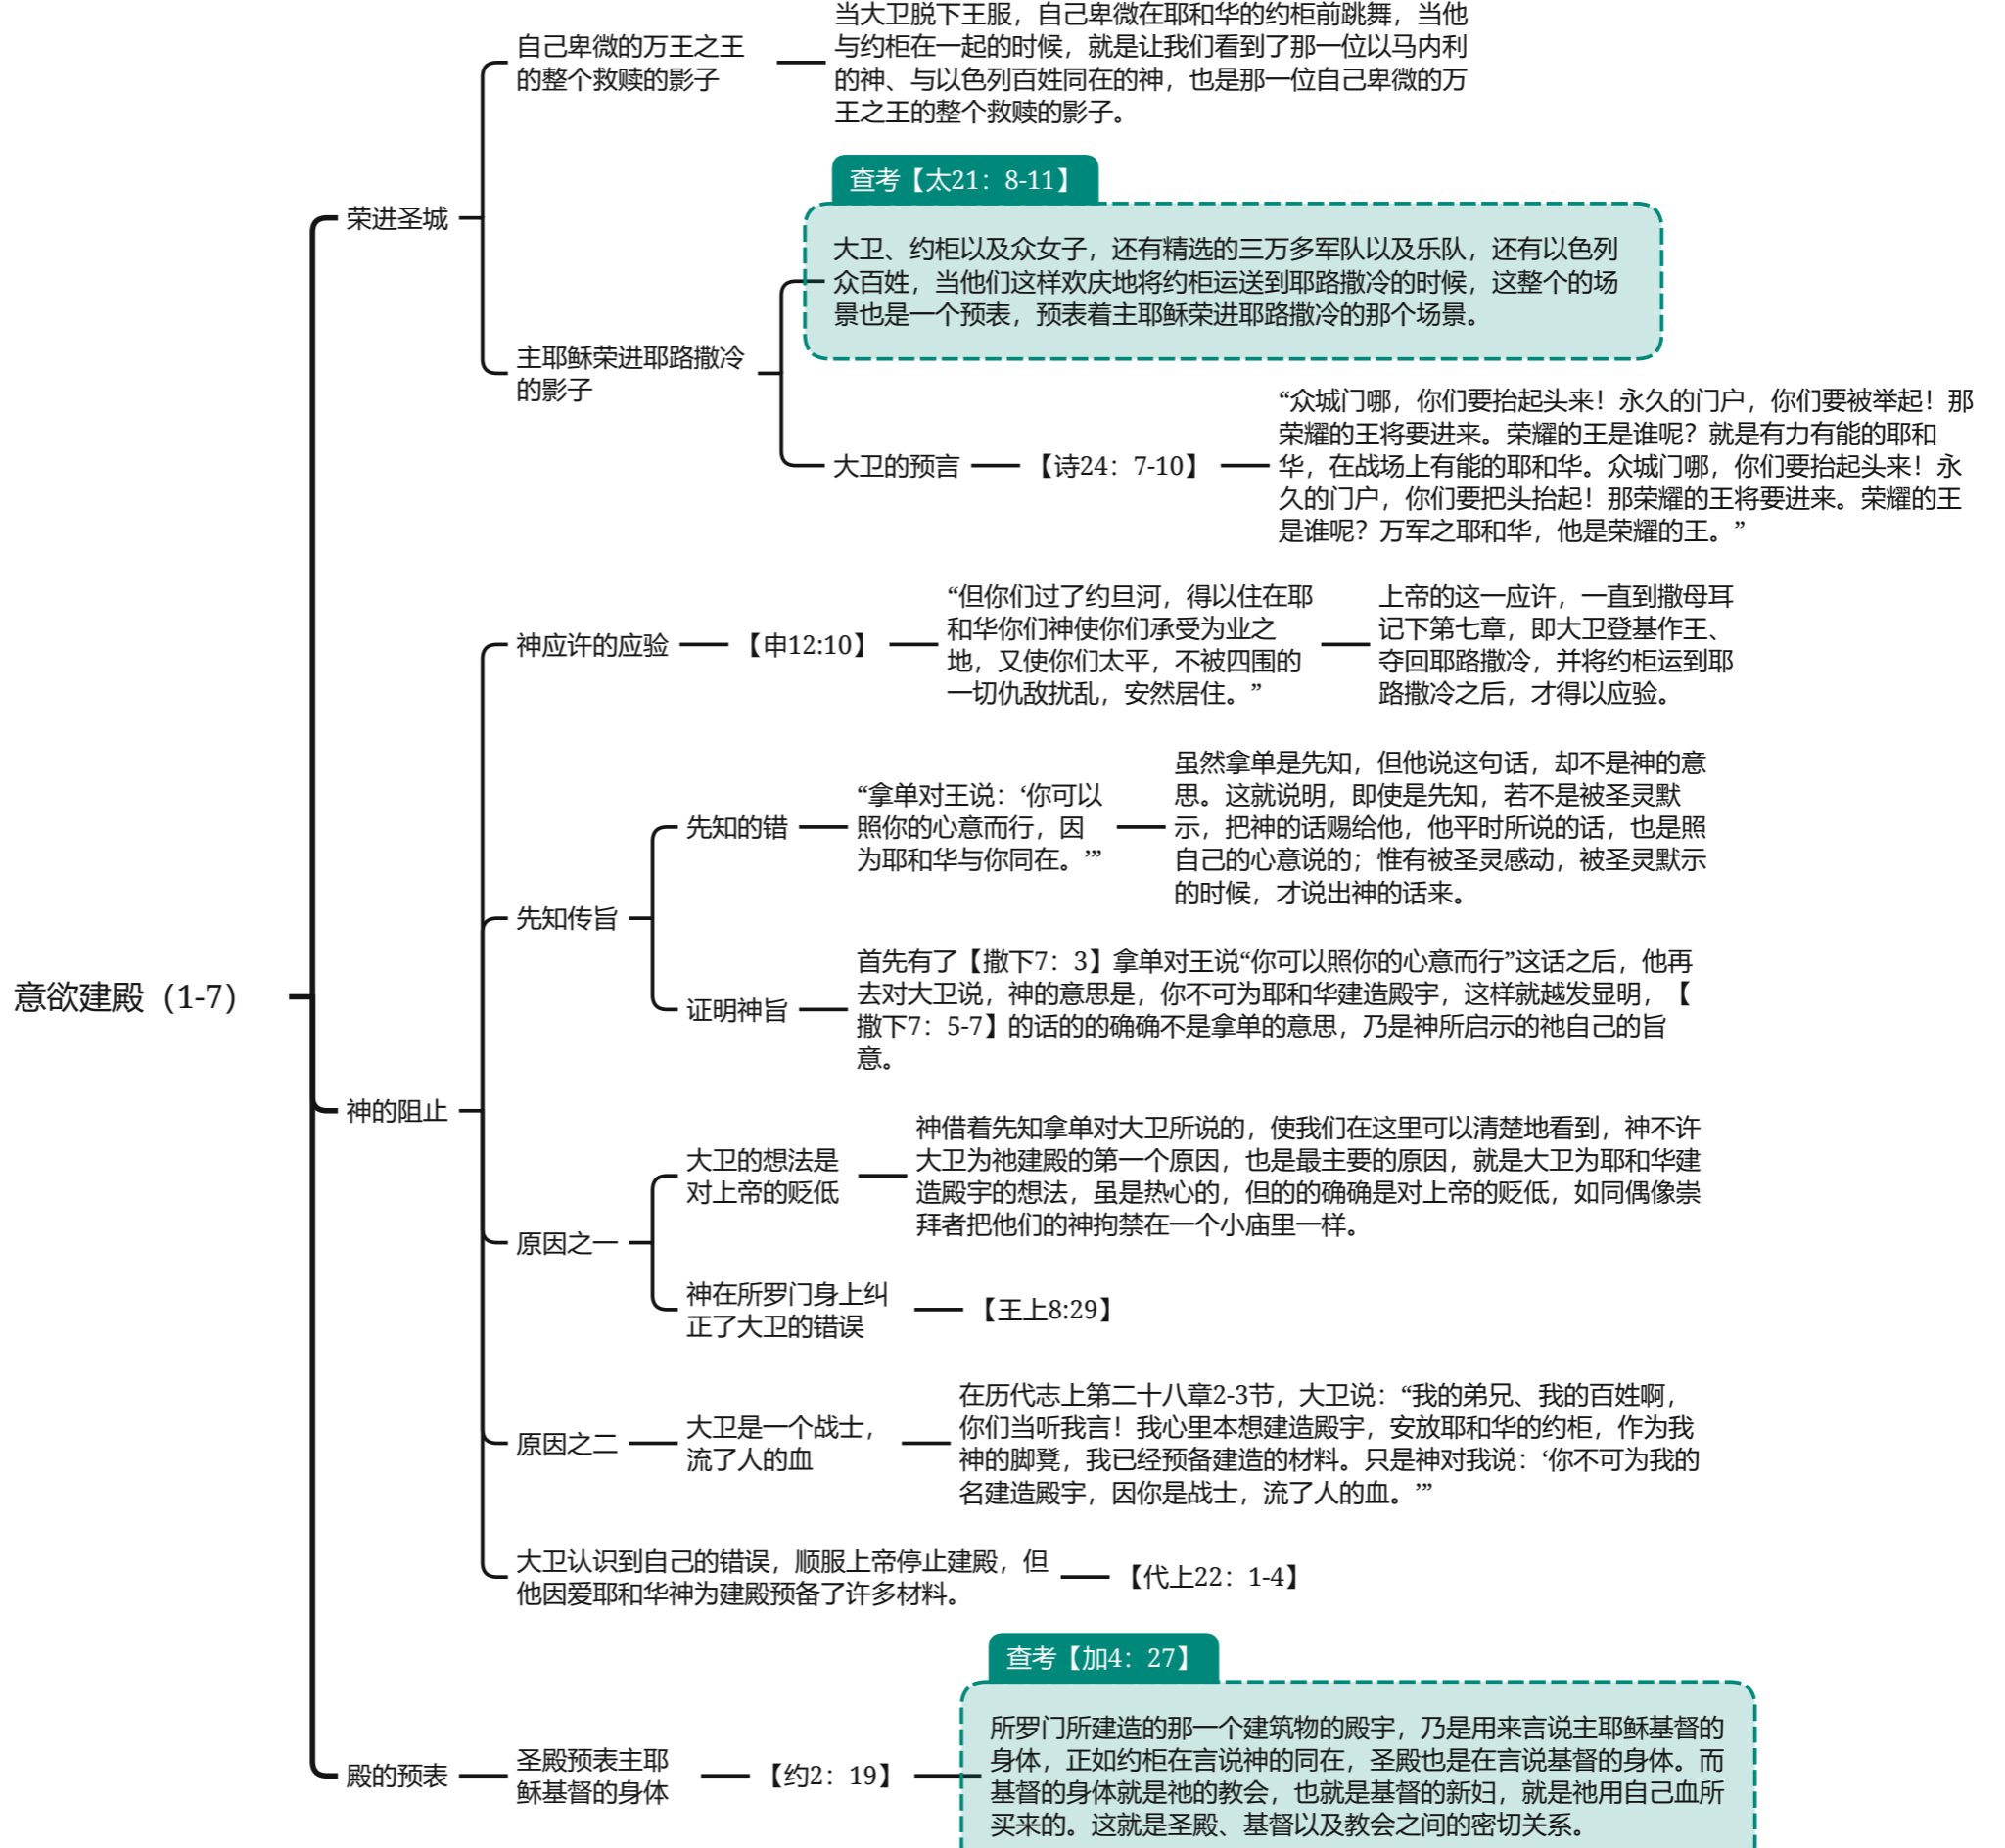 当大卫脱下王服，自己卑微在耶和华的约柜前跳舞，当他
与约柜在一起的时候，就是让我们看到了那一位以马内利
的神、与以色列百姓同在的神，也是那一位自己卑微的万
王之王的整个救赎的影子。
自己卑微的万王之王
的整个救赎的影子
查考【太21：8-11】
荣进圣城
大卫、约柜以及众女子，还有精选的三万多军队以及乐队，还有以色列
众百姓，当他们这样欢庆地将约柜运送到耶路撒冷的时候，这整个的场
景也是一个预表，预表着主耶稣荣进耶路撒冷的那个场景。
主耶稣荣进耶路撒冷
的影子
大卫的预言
【诗24：7-10】
“众城门哪，你们要抬起头来！永久的门户，你们要被举起！那
荣耀的王将要进来。荣耀的王是谁呢？就是有力有能的耶和
华，在战场上有能的耶和华。众城门哪，你们要抬起头来！永
久的门户，你们要把头抬起！那荣耀的王将要进来。荣耀的王
是谁呢？万军之耶和华，他是荣耀的王。”
神应许的应验
【申12:10】
“但你们过了约旦河，得以住在耶
和华你们神使你们承受为业之
地，又使你们太平，不被四围的
一切仇敌扰乱，安然居住。”
上帝的这一应许，一直到撒母耳
记下第七章，即大卫登基作王、
夺回耶路撒冷，并将约柜运到耶
路撒冷之后，才得以应验。
先知的错
“拿单对王说：‘你可以
照你的心意而行，因
为耶和华与你同在。’”
虽然拿单是先知，但他说这句话，却不是神的意
思。这就说明，即使是先知，若不是被圣灵默
示，把神的话赐给他，他平时所说的话，也是照
自己的心意说的；惟有被圣灵感动，被圣灵默示
的时候，才说出神的话来。
先知传旨
证明神旨
首先有了【撒下7：3】拿单对王说“你可以照你的心意而行”这话之后，他再
去对大卫说，神的意思是，你不可为耶和华建造殿宇，这样就越发显明，【
撒下7：5-7】的话的的确确不是拿单的意思，乃是神所启示的祂自己的旨
意。
意欲建殿（1-7）
神的阻止
大卫的想法是
对上帝的贬低
神借着先知拿单对大卫所说的，使我们在这里可以清楚地看到，神不许
大卫为祂建殿的第一个原因，也是最主要的原因，就是大卫为耶和华建
造殿宇的想法，虽是热心的，但的的确确是对上帝的贬低，如同偶像崇
拜者把他们的神拘禁在一个小庙里一样。
原因之一
神在所罗门身上纠
正了大卫的错误
【王上8:29】
原因之二
大卫是一个战士，
流了人的血
在历代志上第二十八章2-3节，大卫说：“我的弟兄、我的百姓啊，
你们当听我言！我心里本想建造殿宇，安放耶和华的约柜，作为我
神的脚凳，我已经预备建造的材料。只是神对我说：‘你不可为我的
名建造殿宇，因你是战士，流了人的血。’”
大卫认识到自己的错误，顺服上帝停止建殿，但
他因爱耶和华神为建殿预备了许多材料。
【代上22：1-4】
查考【加4：27】
殿的预表
圣殿预表主耶
稣基督的身体
【约2：19】
所罗门所建造的那一个建筑物的殿宇，乃是用来言说主耶稣基督的
身体，正如约柜在言说神的同在，圣殿也是在言说基督的身体。而
基督的身体就是祂的教会，也就是基督的新妇，就是祂用自己血所
买来的。这就是圣殿、基督以及教会之间的密切关系。